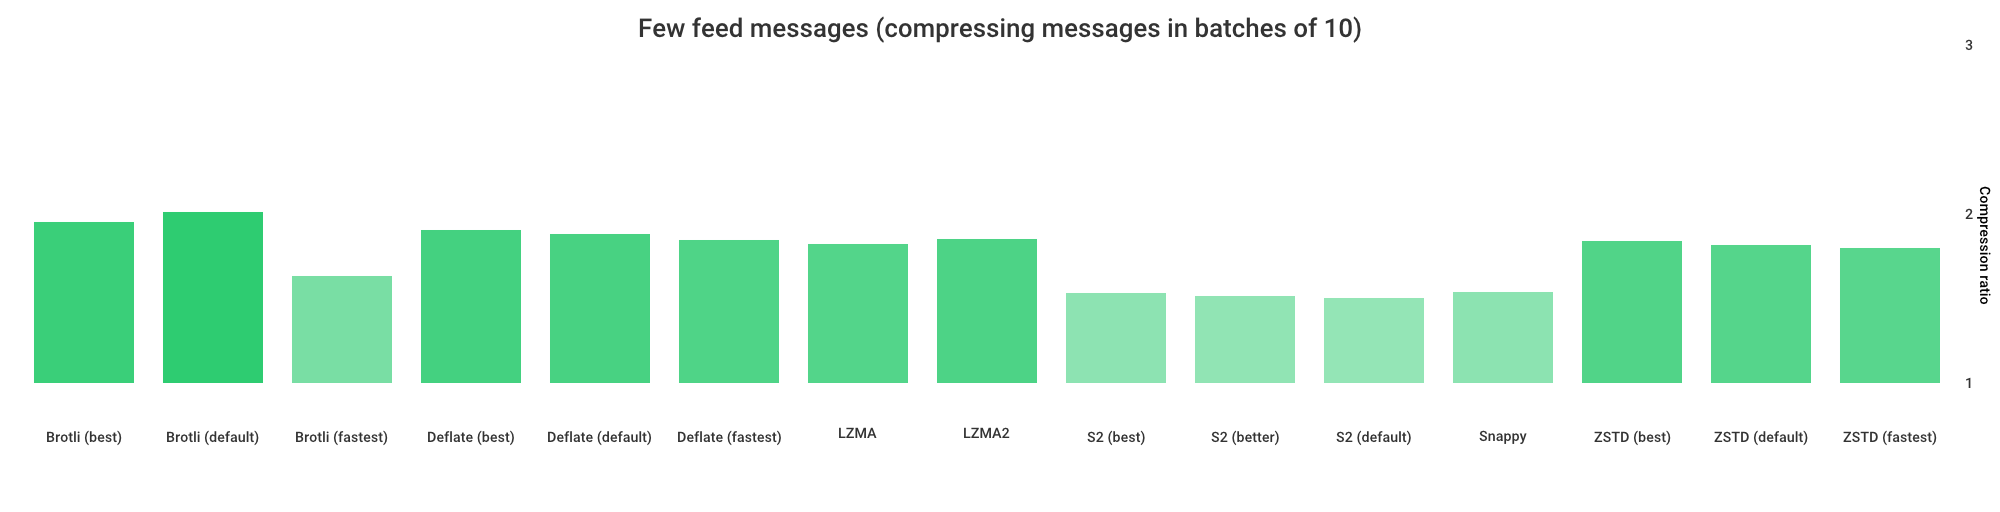 Few feed messages (compressing messages in batches of 10)
3
2
1
Compression ratio
Brotli (best)
Brotli (default)
Brotli (fastest)
Deflate (best)
Deflate (default)
Deflate (fastest)
LZMA
LZMA2
S2 (best)
S2 (better)
S2 (default)
Snappy
ZSTD (best)
ZSTD (default)
ZSTD (fastest)